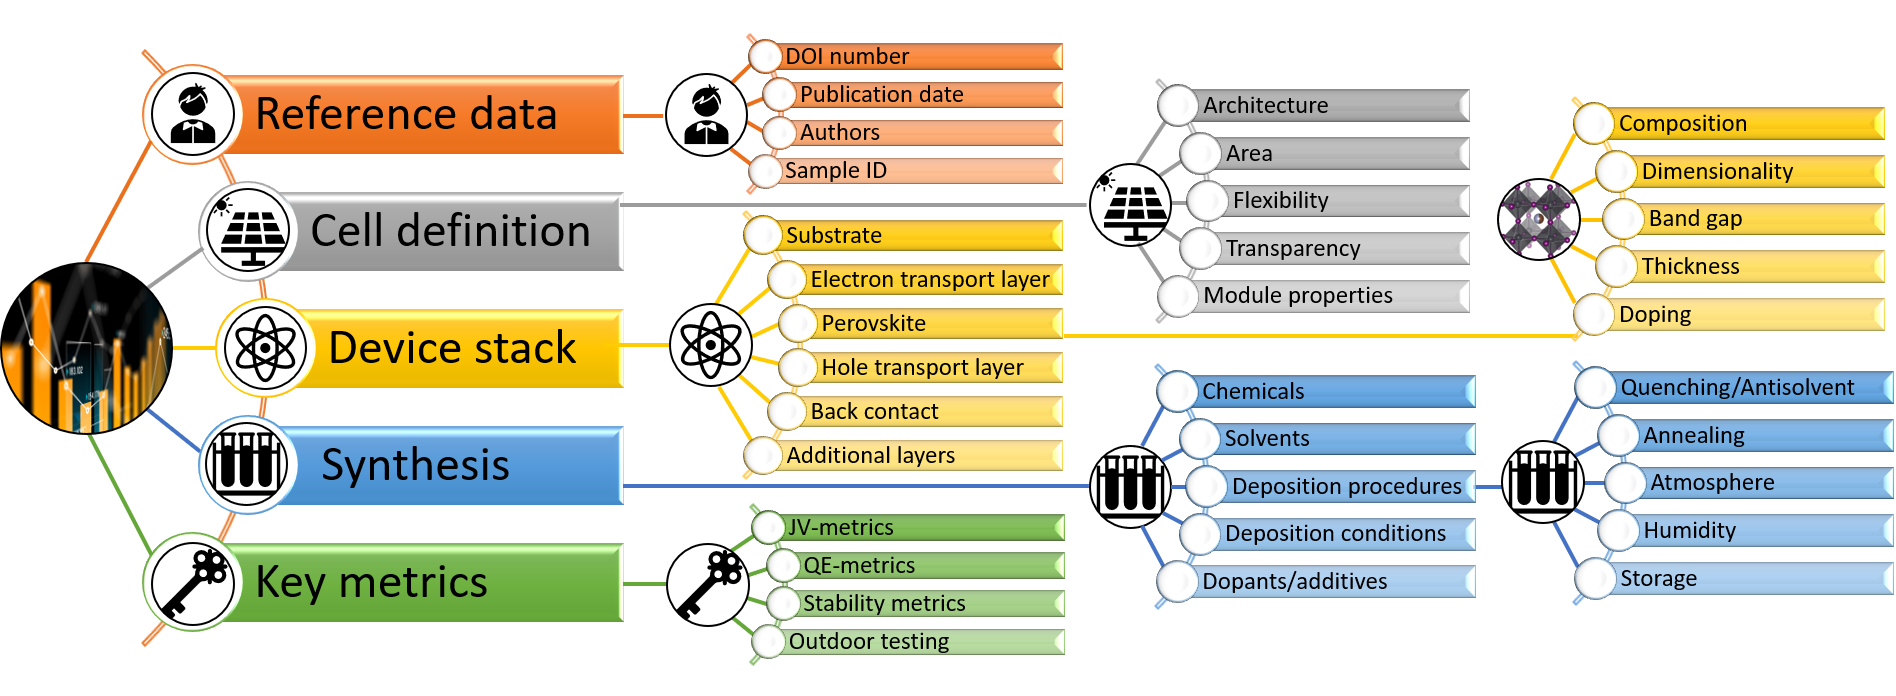 Reference data
DOI number
Publication date
Authors
Sample ID
Cell definition
Architecture
Area
Flexibility
Transparency
Module properties
Device stack
Substrate
Electron transport layer
Perovskite
Hole transport layer
Back contact
Additional layers
Composition
Dimensionality
Band gap
Thickness
Doping
Synthesis
Chemicals
Solvents
Deposition procedures
Deposition conditions
Dopants/additives
Quenching/Antisolvent
Annealing
Atmosphere
Humidity
Storage
Key metrics
JV-metrics
QE-metrics
Stability metrics
Outdoor testing